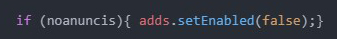 if (noanuncis){ adds.setEnabled(false);}